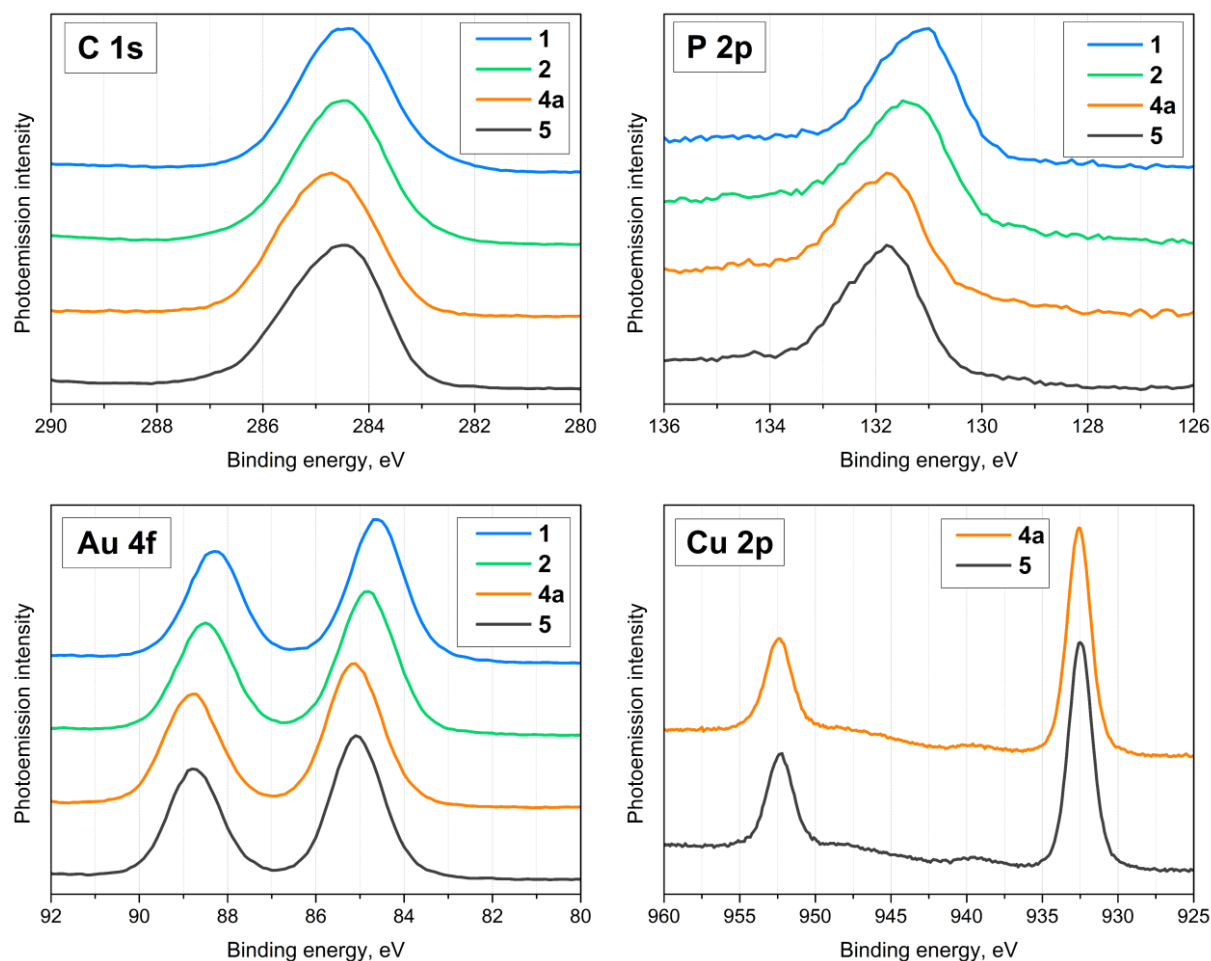 C 1s
1
2
4a
5
Photoemission intensity
290 288 286 284 282 280
Binding energy, eV
P 2p
1
2
4a
5
Photoemission intensity
136 134 132 130 128 126
Binding energy, eV
Au 4f
1
2
4a
5
Photoemission intensity
92 90 88 86 84 82 80
Binding energy, eV
Cu 2p
4a
5
Photoemission intensity
960 955 950 945 940 935 930 925
Binding energy, eV